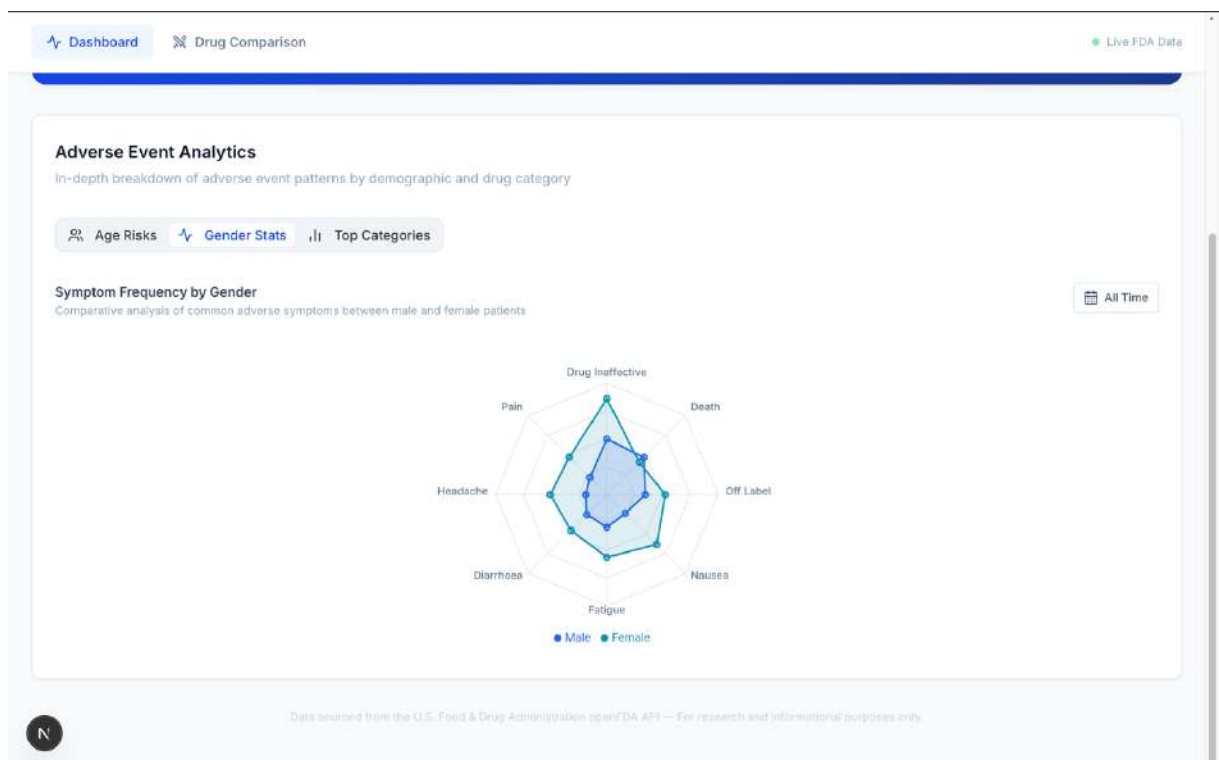 Dashboard Drug Comparison Live FDA Data
Adverse Event Analytics
In-depth breakdown of adverse event patterns by demographic and drug category
Age Risks Gender Stats Top Categories
Symptom Frequency by Gender
Comparative analysis of common adverse symptoms between male and female patients
All Time
Drug Ineffective
Pain Death
Headache Off Label
Diarrhoea Nausea
Fatigue
Male Female
Data sourced from the U.S. Food & Drug Administration openFDA API — For research and informational purposes only.
N